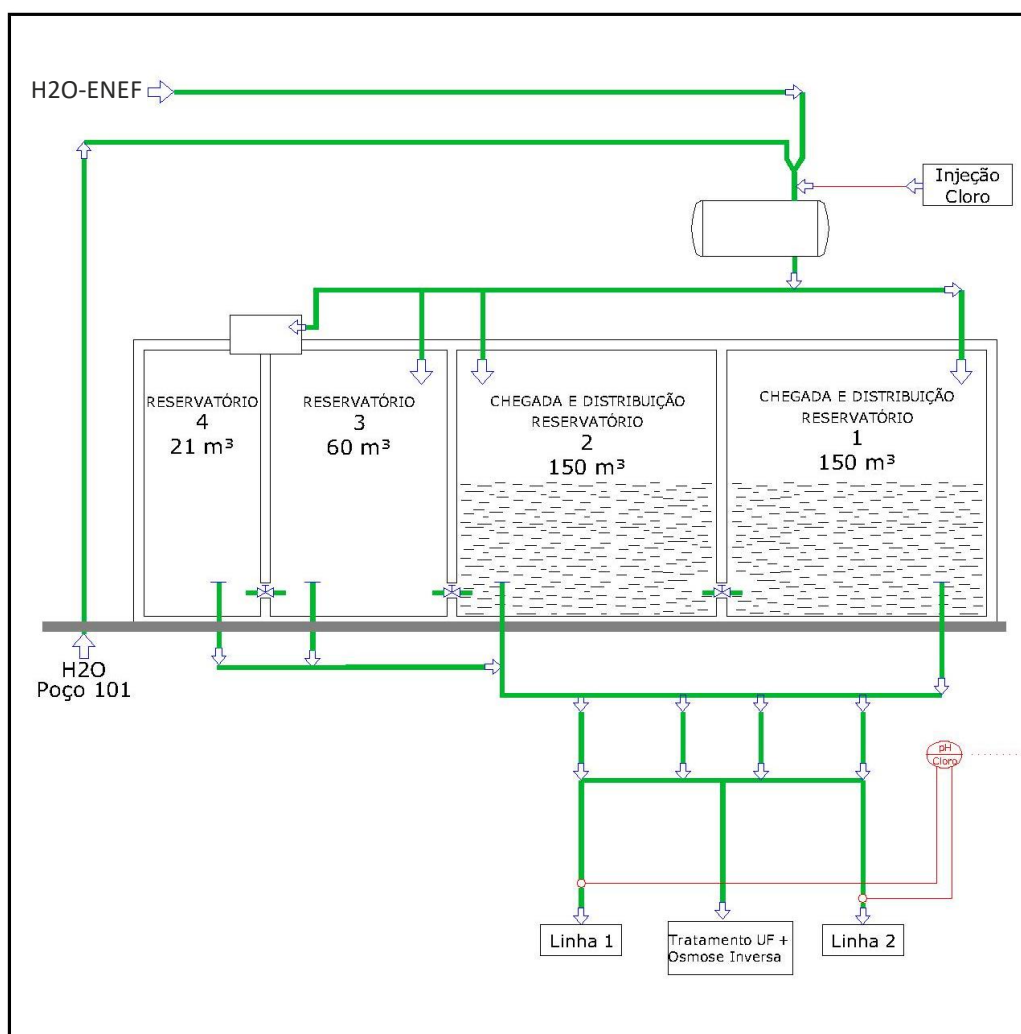 H2O-ENEF
Injeção
Cloro
RESERVATÓRIO
4
21 m³
RESERVATÓRIO
3
60 m³
CHEGADA E DISTRIBUIÇÃO
RESERVATÓRIO
2
150 m³
CHEGADA E DISTRIBUIÇÃO
RESERVATÓRIO
1
150 m³
H2O
Poço 101
pH
Cloro
Linha 1
Tratamento UF +
Osmose Inversa
Linha 2